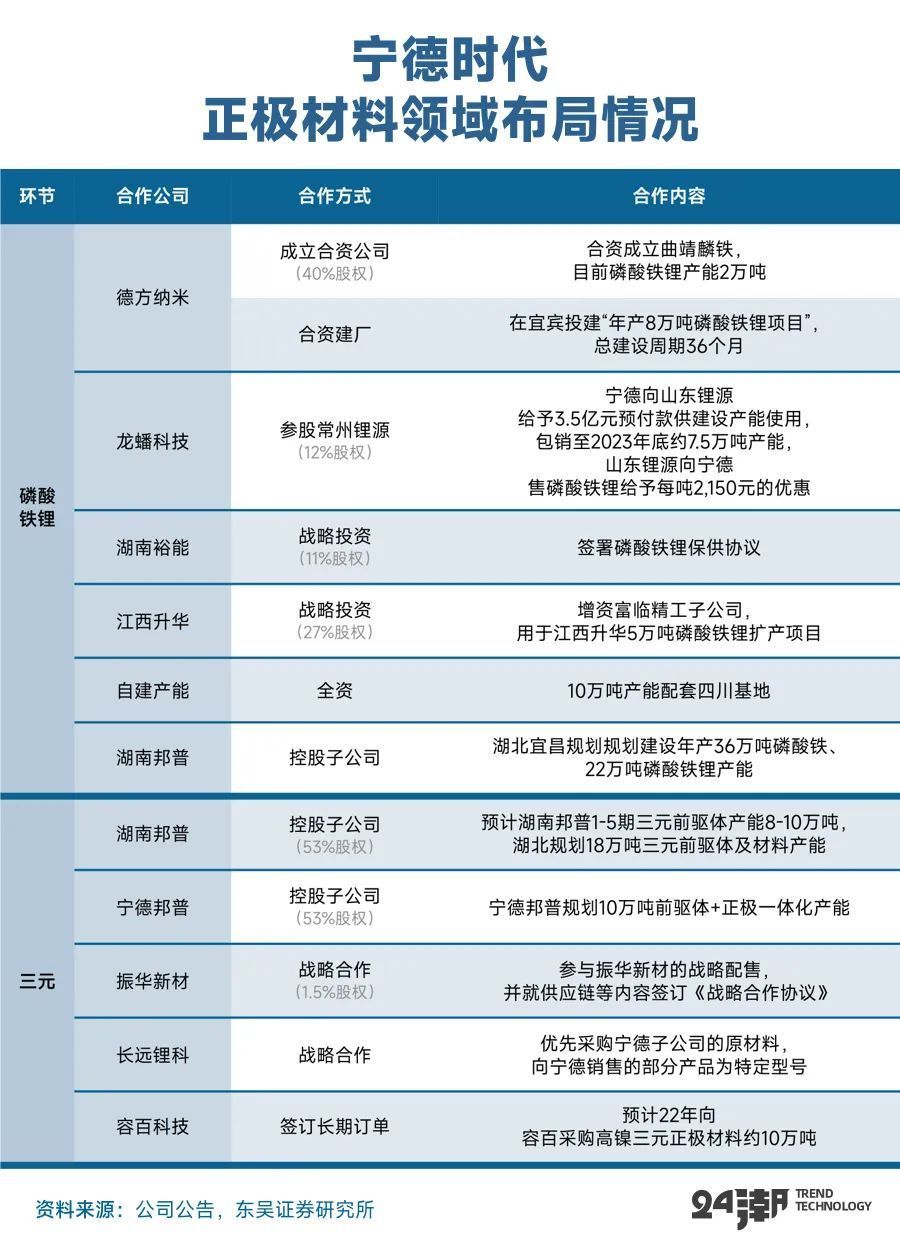 宁德时代
正极材料领域布局情况
环节
合作公司
合作方式
合作内容
磷酸
铁锂
德方纳米
成立合资公司
(40%股权)
合资成立曲靖麟铁，
目前磷酸铁锂产能2万吨
合资建厂
在宜宾投建“年产8万吨磷酸铁锂项目”，
总建设周期36个月
龙蟠科技
参股常州锂源
(12%股权)
宁德向山东锂源
给予3.5亿元预付款供建设产能使用，
包销至2023年底约7.5万吨产能，
山东锂源向宁德
售磷酸铁锂给予每吨2,150元的优惠
湖南裕能
战略投资
(11%股权)
签署磷酸铁锂保供协议
江西升华
战略投资
(27%股权)
增资富临精工子公司，
用于江西升华5万吨磷酸铁锂扩产项目
自建产能
全资
10万吨产能配套四川基地
湖南邦普
控股子公司
湖北宜昌规划规划建设年产36万吨磷酸铁、
22万吨磷酸铁锂产能
三元
湖南邦普
控股子公司
(53%股权)
预计湖南邦普1-5期三元前驱体产能8-10万吨，
湖北规划18万吨三元前驱体及材料产能
宁德邦普
控股子公司
(53%股权)
宁德邦普规划10万吨前驱体+正极一体化产能
振华新材
战略合作
(1.5%股权)
参与振华新材的战略配售，
并就供应链等内容签订《战略合作协议》
长远锂科
战略合作
优先采购宁德子公司的原材料，
向宁德销售的部分产品为特定型号
容百科技
签订长期订单
预计22年向
容百采购高镍三元正极材料约10万吨
资料来源：公司公告，东吴证券研究所
24潮
TREND
TECHNOLOGY